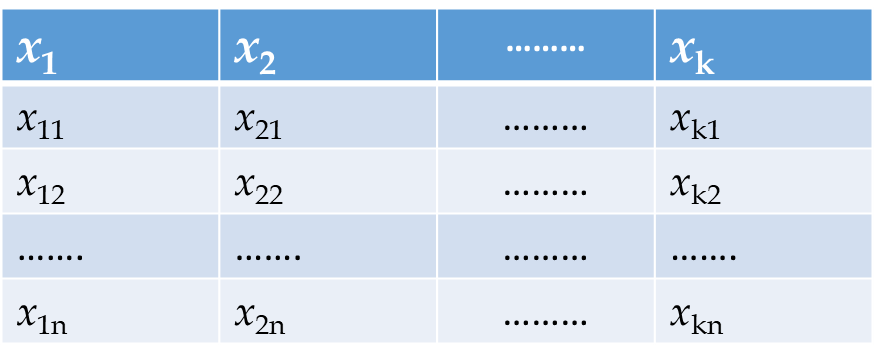 x₁ x₂ ......... xₖ
x₁₁ x₂₁ ......... xₖ₁
x₁₂ x₂₂ ......... xₖ₂
....... ....... ......... .......
x₁ₙ x₂ₙ ......... xₖₙ